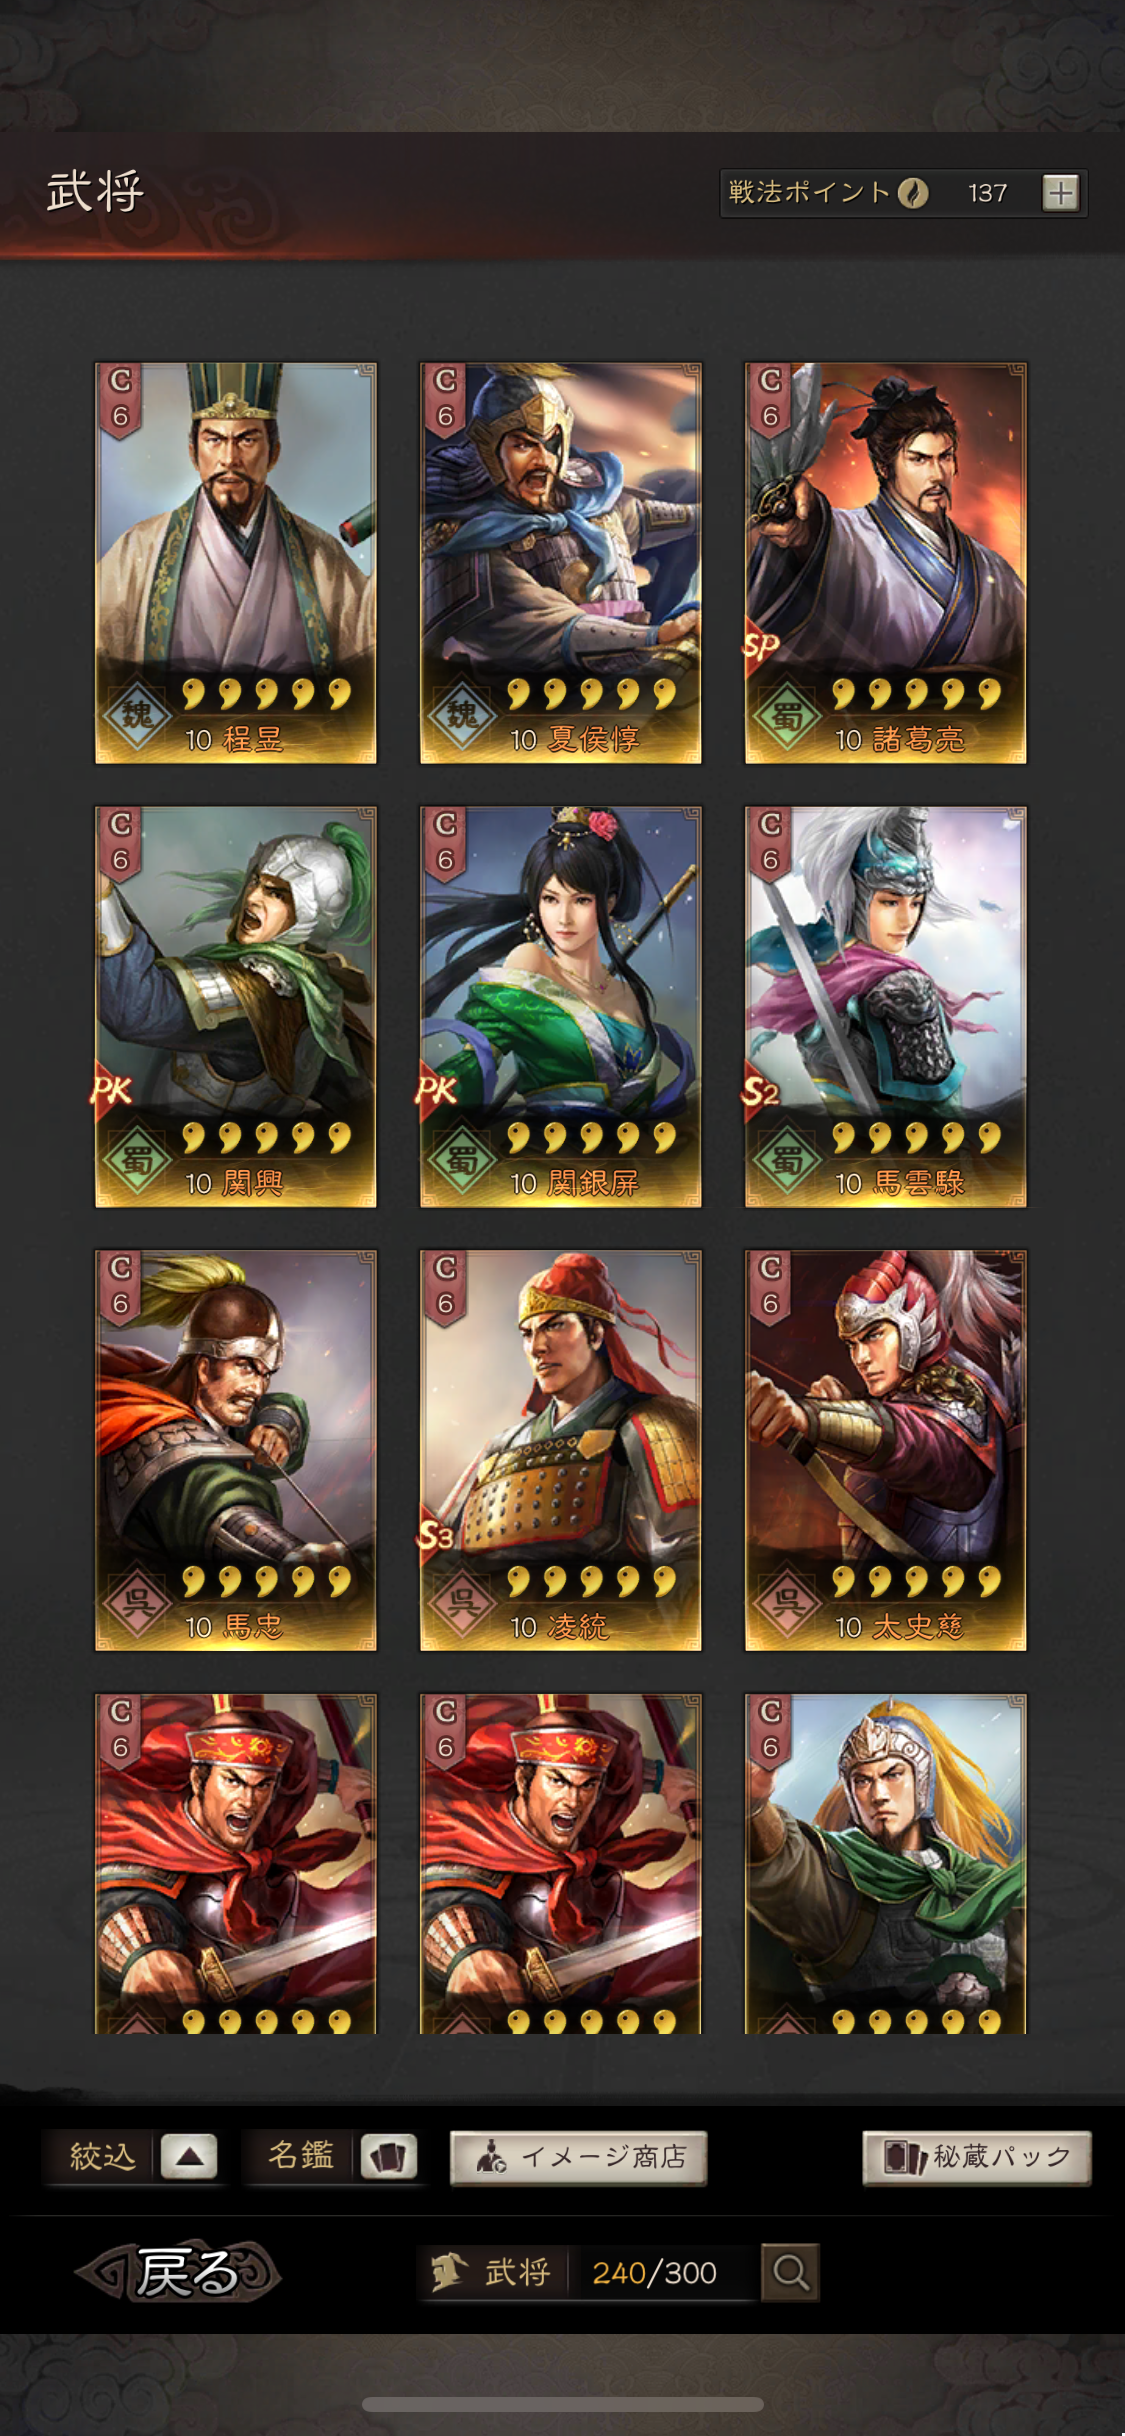 武将
戦法ポイント 137
C 6 C 6 C 6
SP
魏 魏 蜀
10 程昱 10 夏侯惇 10 諸葛亮
C 6 C 6 C 6
PK PK S2
蜀 蜀 蜀
10 関興 10 関銀屏 10 馬雲騄
C 6 C 6 C 6
S3
呉 呉 呉
10 馬忠 10 凌統 10 太史慈
C 6 C 6 C 6
絞込 名鑑 イメージ商店 秘蔵パック
戻る 武将 240/300